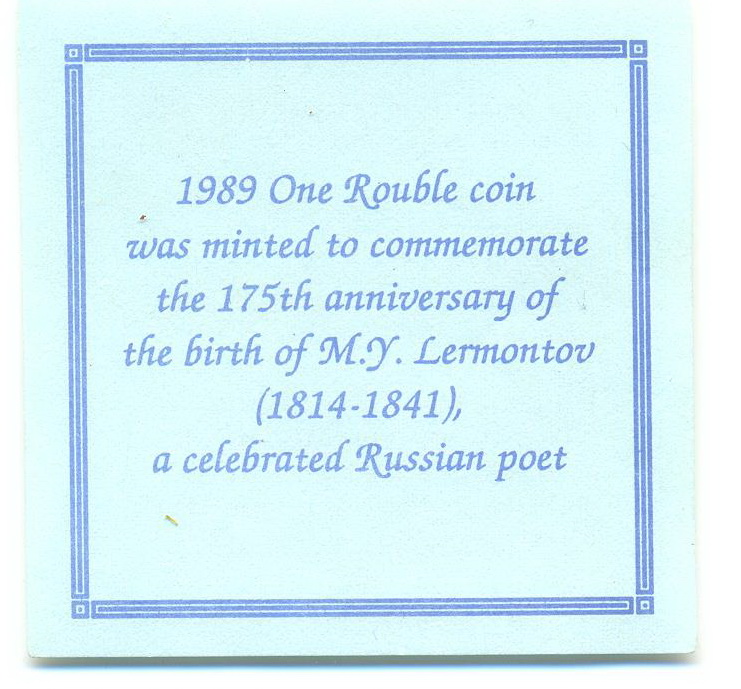 1989 One Rouble coin
was minted to commemorate
the 175th anniversary of
the birth of M.Y. Lermontov
(1814-1841),
a celebrated Russian poet